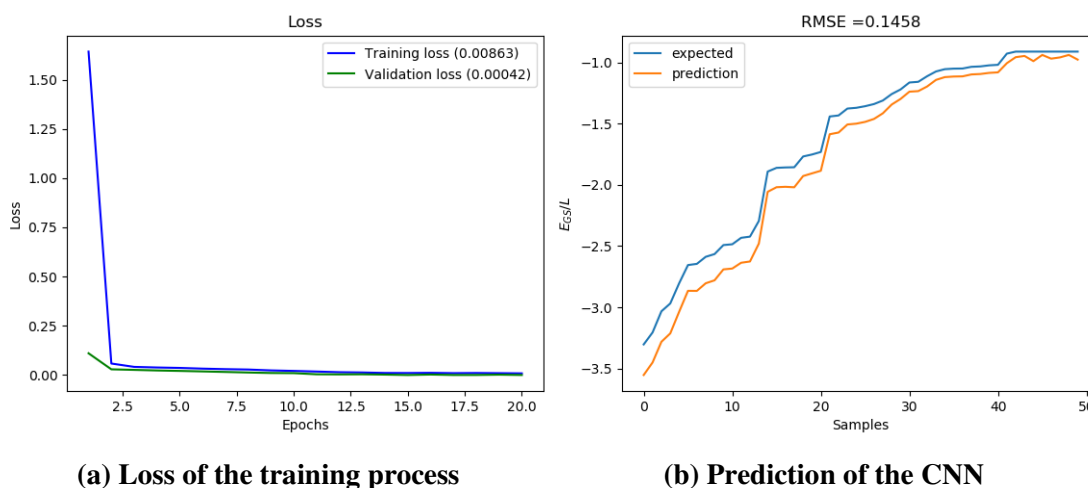 Loss
Training loss (0.00863)
Validation loss (0.00042)
1.50
1.25
1.00
0.75
0.50
0.25
0.00
Loss
2.5 5.0 7.5 10.0 12.5 15.0 17.5 20.0
Epochs
(a) Loss of the training process
RMSE =0.1458
expected
prediction
−1.0
−1.5
−2.0
−2.5
−3.0
−3.5
E_{GS}/L
0 10 20 30 40 50
Samples
(b) Prediction of the CNN